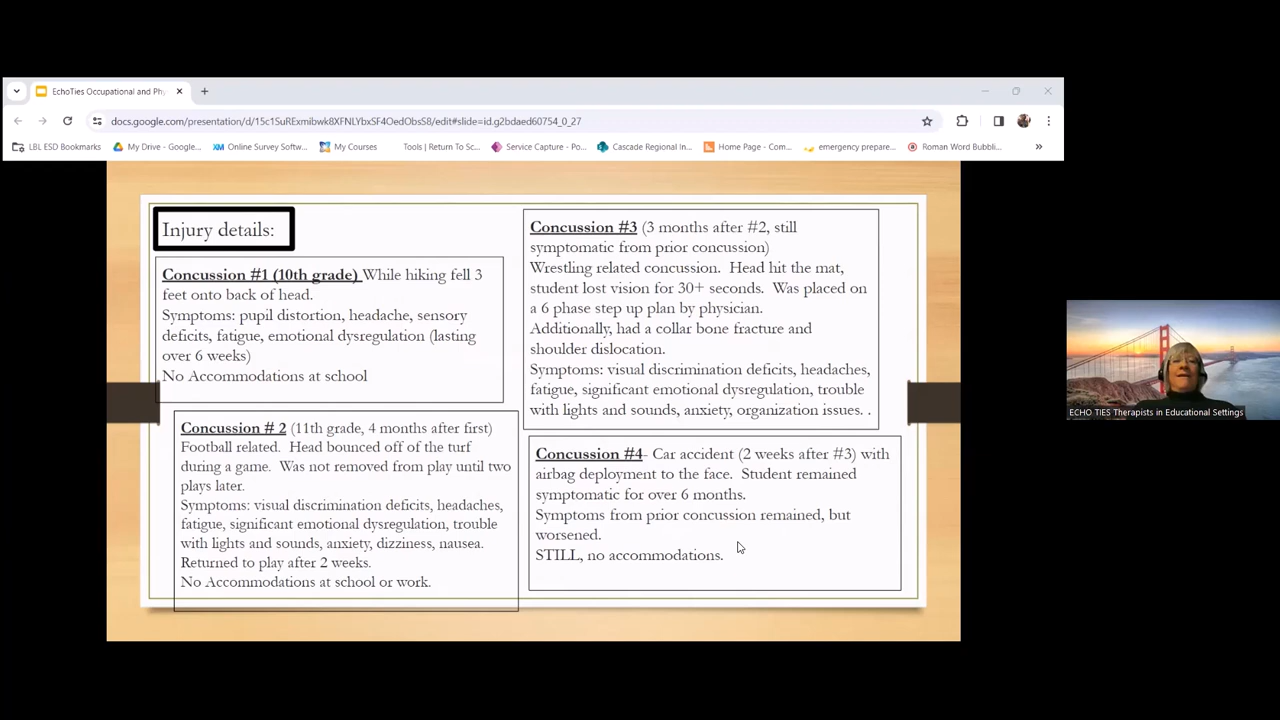 EchoTies Occupational and Phy
docs.google.com/presentation/d/15c1SuRExmibwk8XFNLYbxSF4OedObsS8/edit#slide=id.g2bdaed60754_0_27
LBL ESD Bookmarks
My Drive - Google...
Online Survey Softw...
My Courses
Tools | Return To Sc...
Service Capture - Po...
Cascade Regional In...
Home Page - Com...
emergency prepare...
Roman Word Bubbli...
»
Injury details:
Concussion #1 (10th grade) While hiking fell 3
feet onto back of head.
Symptoms: pupil distortion, headache, sensory
deficits, fatigue, emotional dysregulation (lasting
over 6 weeks)
No Accommodations at school
Concussion # 2 (11th grade, 4 months after first)
Football related. Head bounced off of the turf
during a game. Was not removed from play until two
plays later.
Symptoms: visual discrimination deficits, headaches,
fatigue, significant emotional dysregulation, trouble
with lights and sounds, anxiety, dizziness, nausea.
Returned to play after 2 weeks.
No Accommodations at school or work.
Concussion #3 (3 months after #2, still
symptomatic from prior concussion)
Wrestling related concussion. Head hit the mat,
student lost vision for 30+ seconds. Was placed on
a 6 phase step up plan by physician.
Additionally, had a collar bone fracture and
shoulder dislocation.
Symptoms: visual discrimination deficits, headaches,
fatigue, significant emotional dysregulation, trouble
with lights and sounds, anxiety, organization issues. .
Concussion #4- Car accident (2 weeks after #3) with
airbag deployment to the face. Student remained
symptomatic for over 6 months.
Symptoms from prior concussion remained, but
worsened.
STILL, no accommodations.
ECHO TIES Therapists in Educational Settings